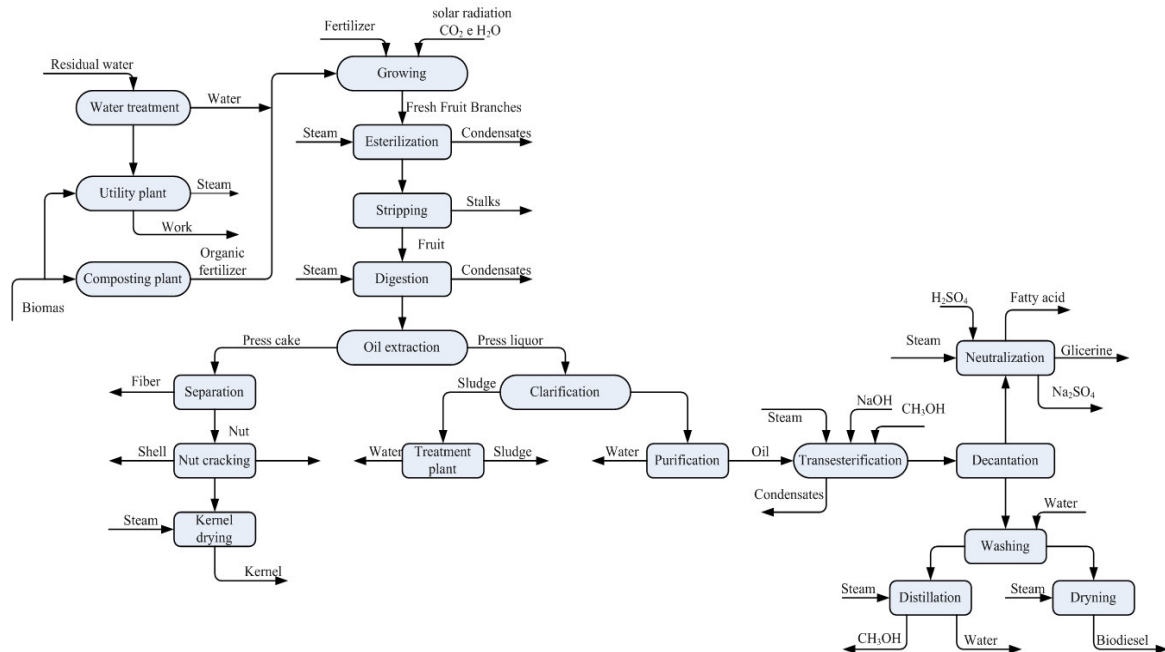 solar radiation
Fertilizer
CO₂ e H₂O
Residual water
Growing
Water treatment
Water
Fresh Fruit Branches
Steam
Esterilization
Condensates
Utility plant
Steam
Stripping
Stalks
Work
Organic
fertilizer
Fruit
Composting plant
Steam
Digestion
Condensates
Biomas
H₂SO₄
Fatty acid
Press cake
Oil extraction
Press liquor
Steam
Neutralization
Glicerine
Fiber
Separation
Sludge
Clarification
NaOH
CH₃OH
Na₂SO₄
Steam
Nut
Shell
Nut cracking
Water
Treatment
plant
Sludge
Water
Purification
Oil
Transesterification
Decantation
Condensates
Steam
Kernel
drying
Water
Washing
Kernel
Steam
Distillation
Steam
Dryning
CH₃OH
Water
Biodiesel